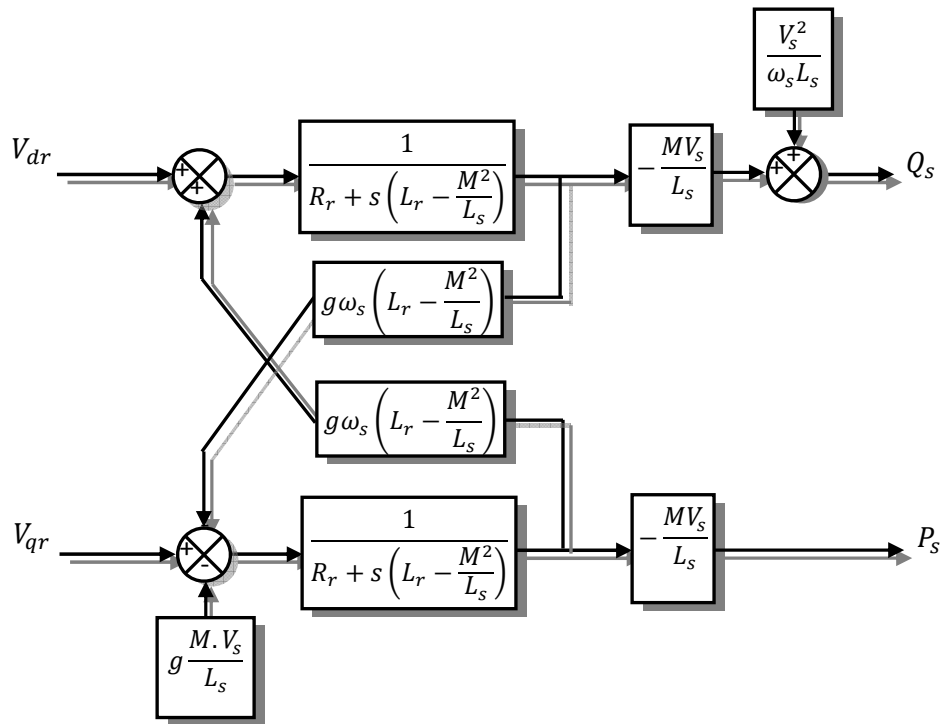 V_s^2 / ω_s L_s
V_dr
+ +
1 / (R_r + s(L_r − M^2/L_s))
− MV_s / L_s
+ +
Q_s
gω_s (L_r − M^2/L_s)
gω_s (L_r − M^2/L_s)
V_qr
+ - -
1 / (R_r + s(L_r − M^2/L_s))
− MV_s / L_s
P_s
g M.V_s / L_s